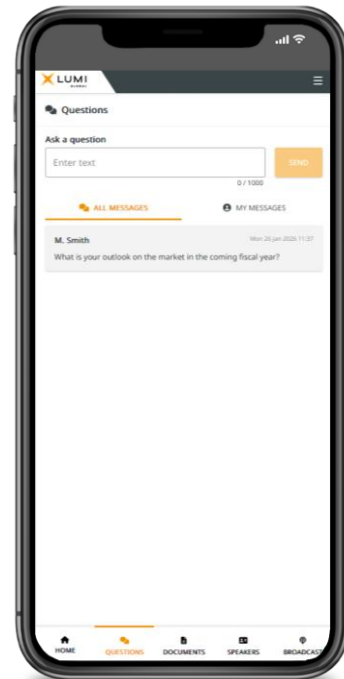 LUMI
GLOBAL
Questions
Ask a question
Enter text
SEND
0 / 1000
ALL MESSAGES
MY MESSAGES
M. Smith
Mon 26 Jan 2026 11:37
What is your outlook on the market in the coming fiscal year?
HOME
QUESTIONS
DOCUMENTS
SPEAKERS
BROADCAST